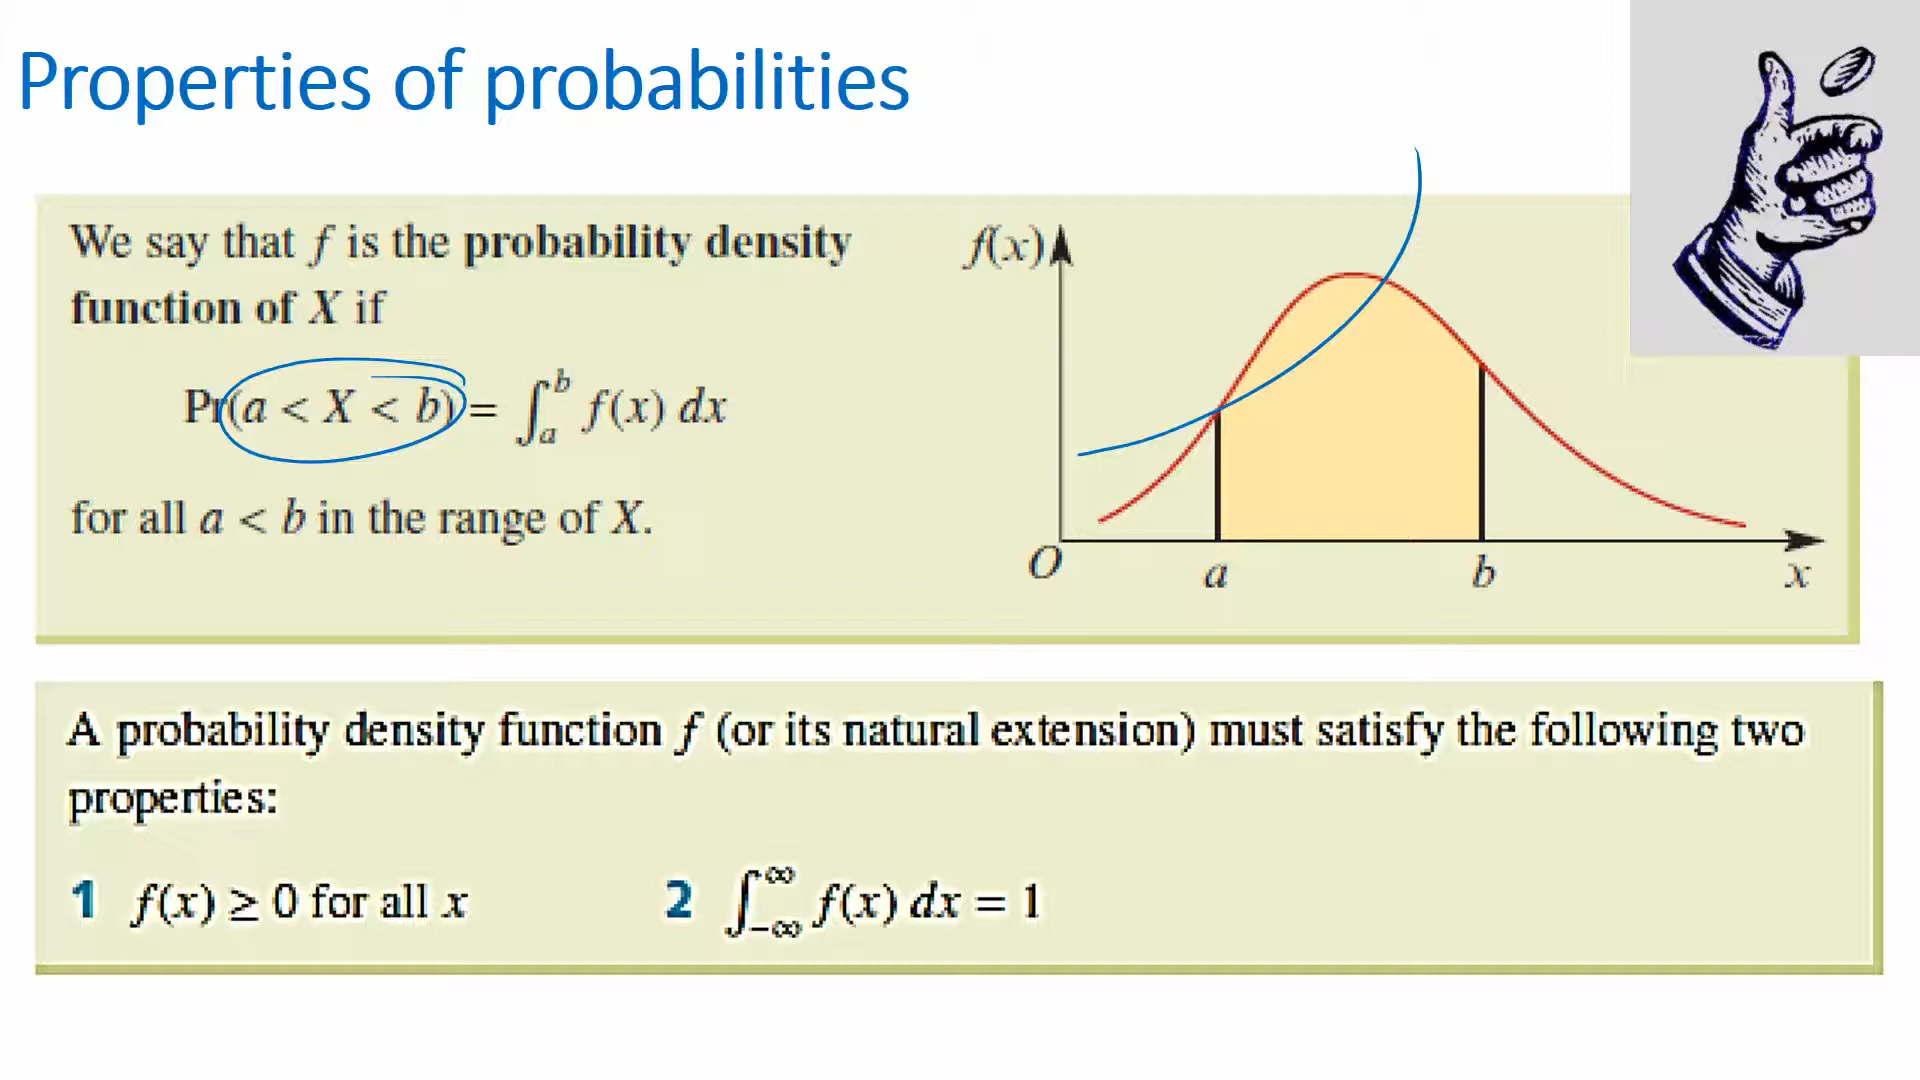 Properties of probabilities
We say that f is the probability density
function of X if
Pr(a < X < b) = ∫_a^b f(x) dx
for all a < b in the range of X.
f(x)
O
a
b
x
A probability density function f (or its natural extension) must satisfy the following two
properties:
1 f(x) ≥ 0 for all x
2 ∫_{-∞}^{∞} f(x) dx = 1